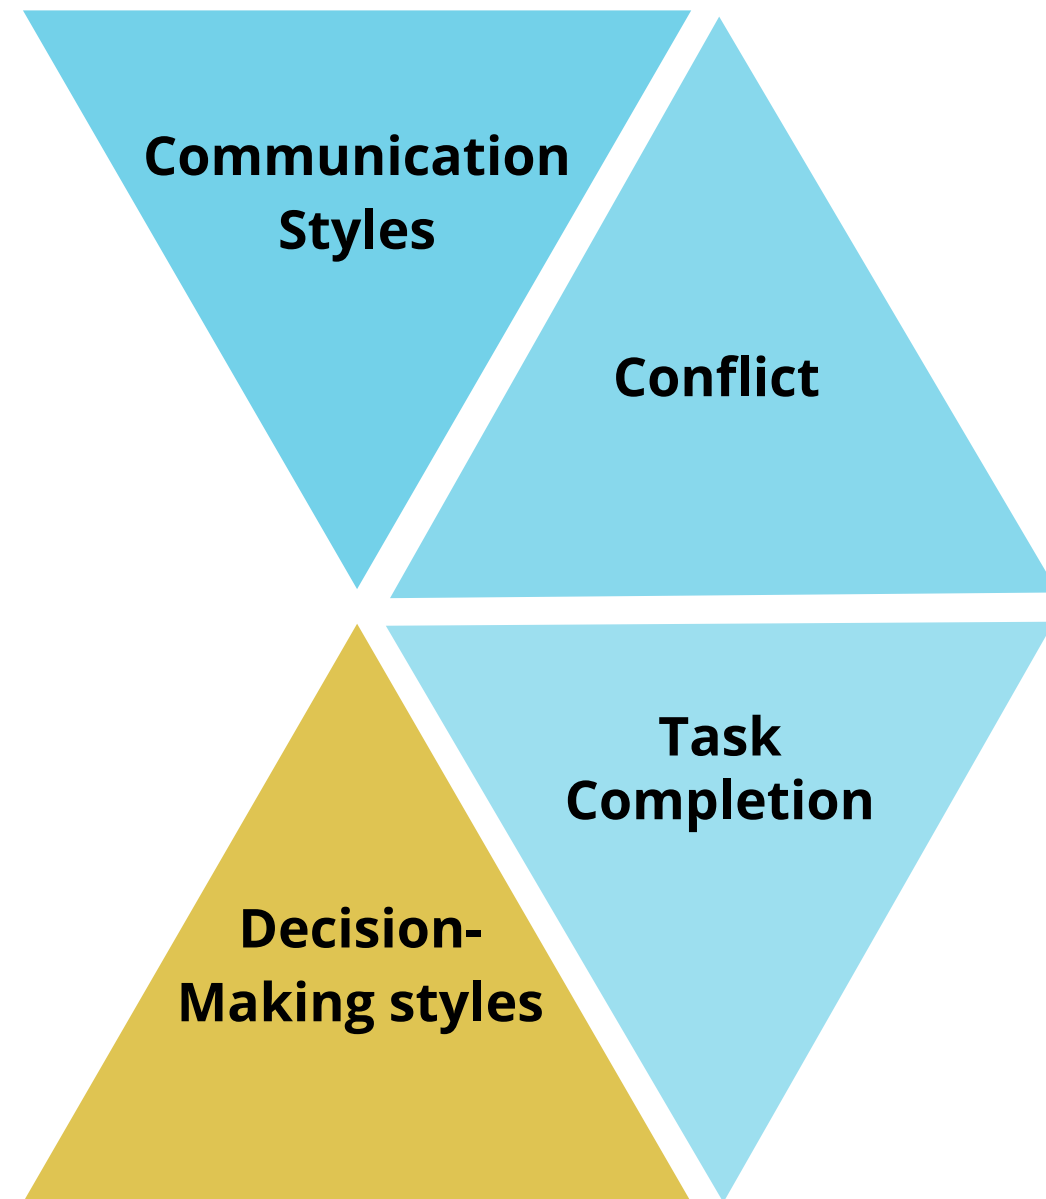 Communication
Styles
Conflict
Task
Completion
Decision-
Making styles